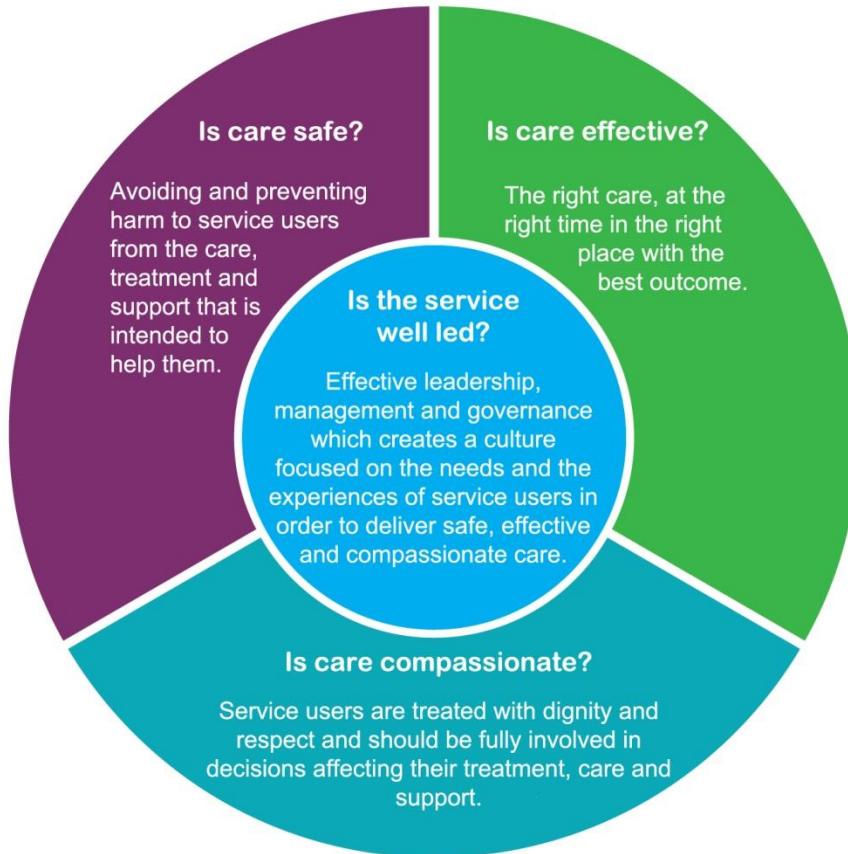 Is care safe?
Avoiding and preventing
harm to service users
from the care,
treatment and
support that is
intended to
help them.
Is care effective?
The right care, at the
right time in the right
place with the
best outcome.
Is the service
well led?
Effective leadership,
management and governance
which creates a culture
focused on the needs and the
experiences of service users in
order to deliver safe, effective
and compassionate care.
Is care compassionate?
Service users are treated with dignity and
respect and should be fully involved in
decisions affecting their treatment, care and
support.